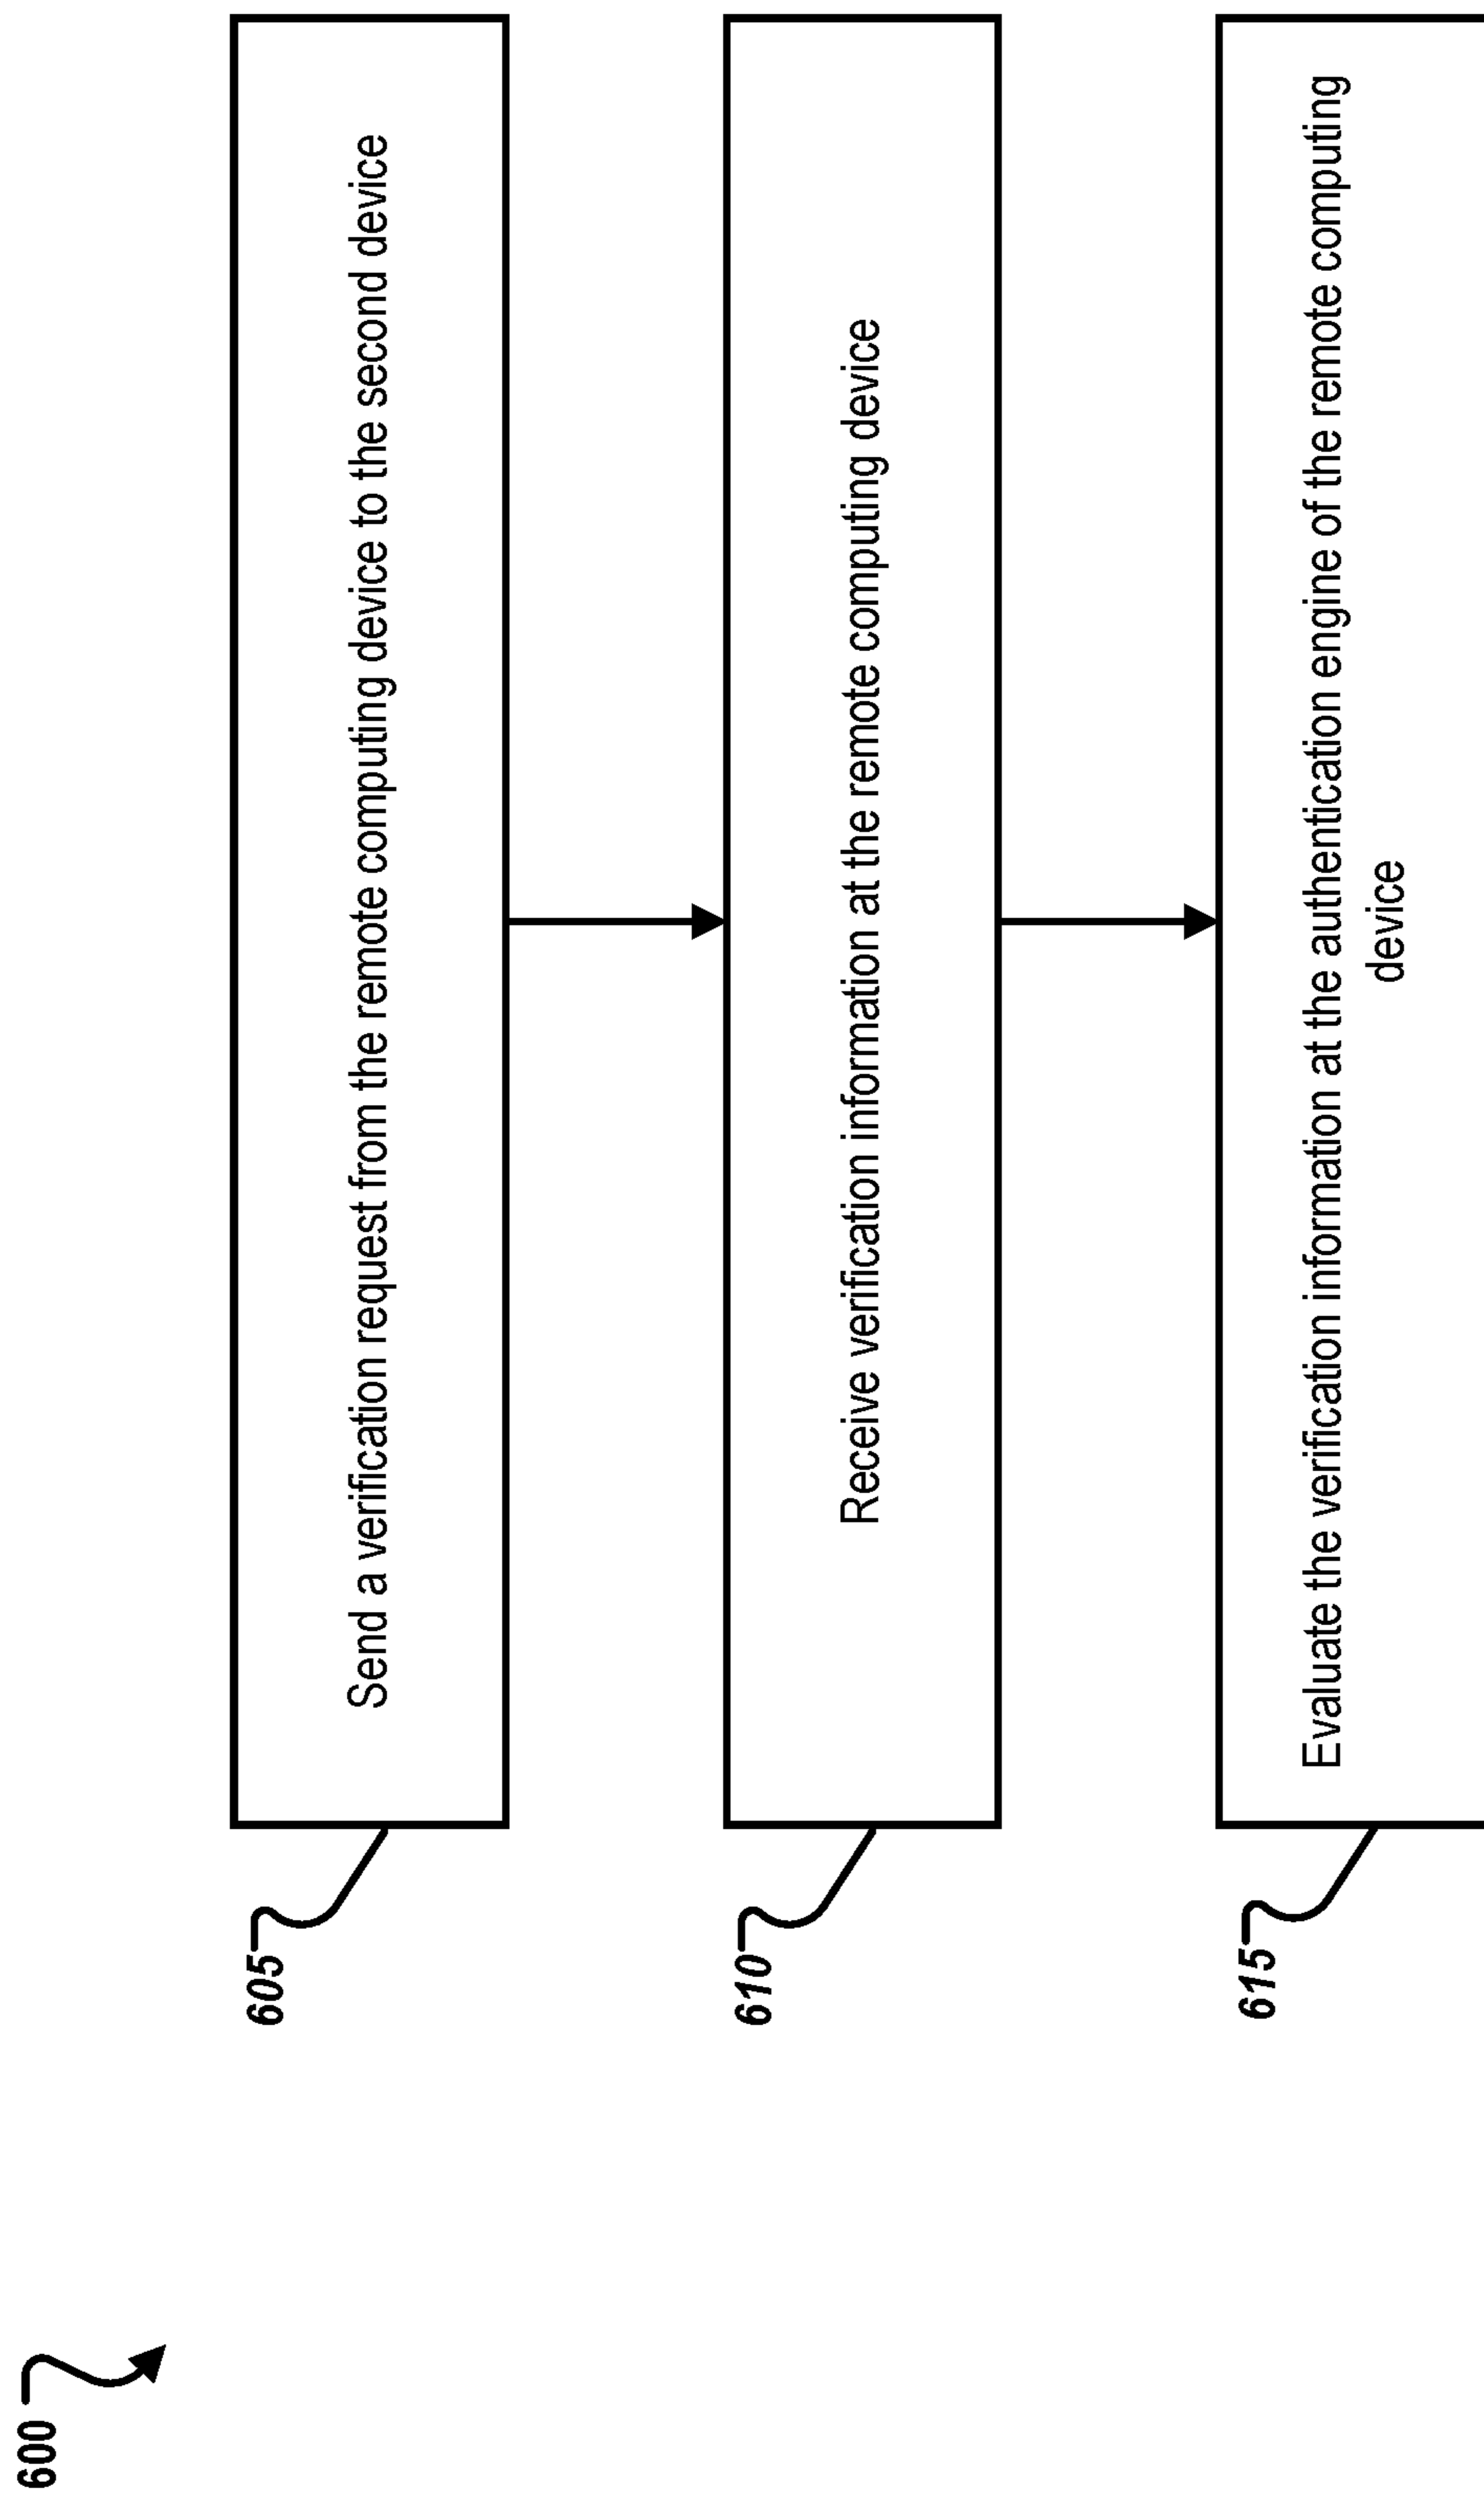 600
605
Send a verification request from the remote computing device to the second device
610
Receive verification information at the remote computing device
615
Evaluate the verification information at the authentication engine of the remote computing
device